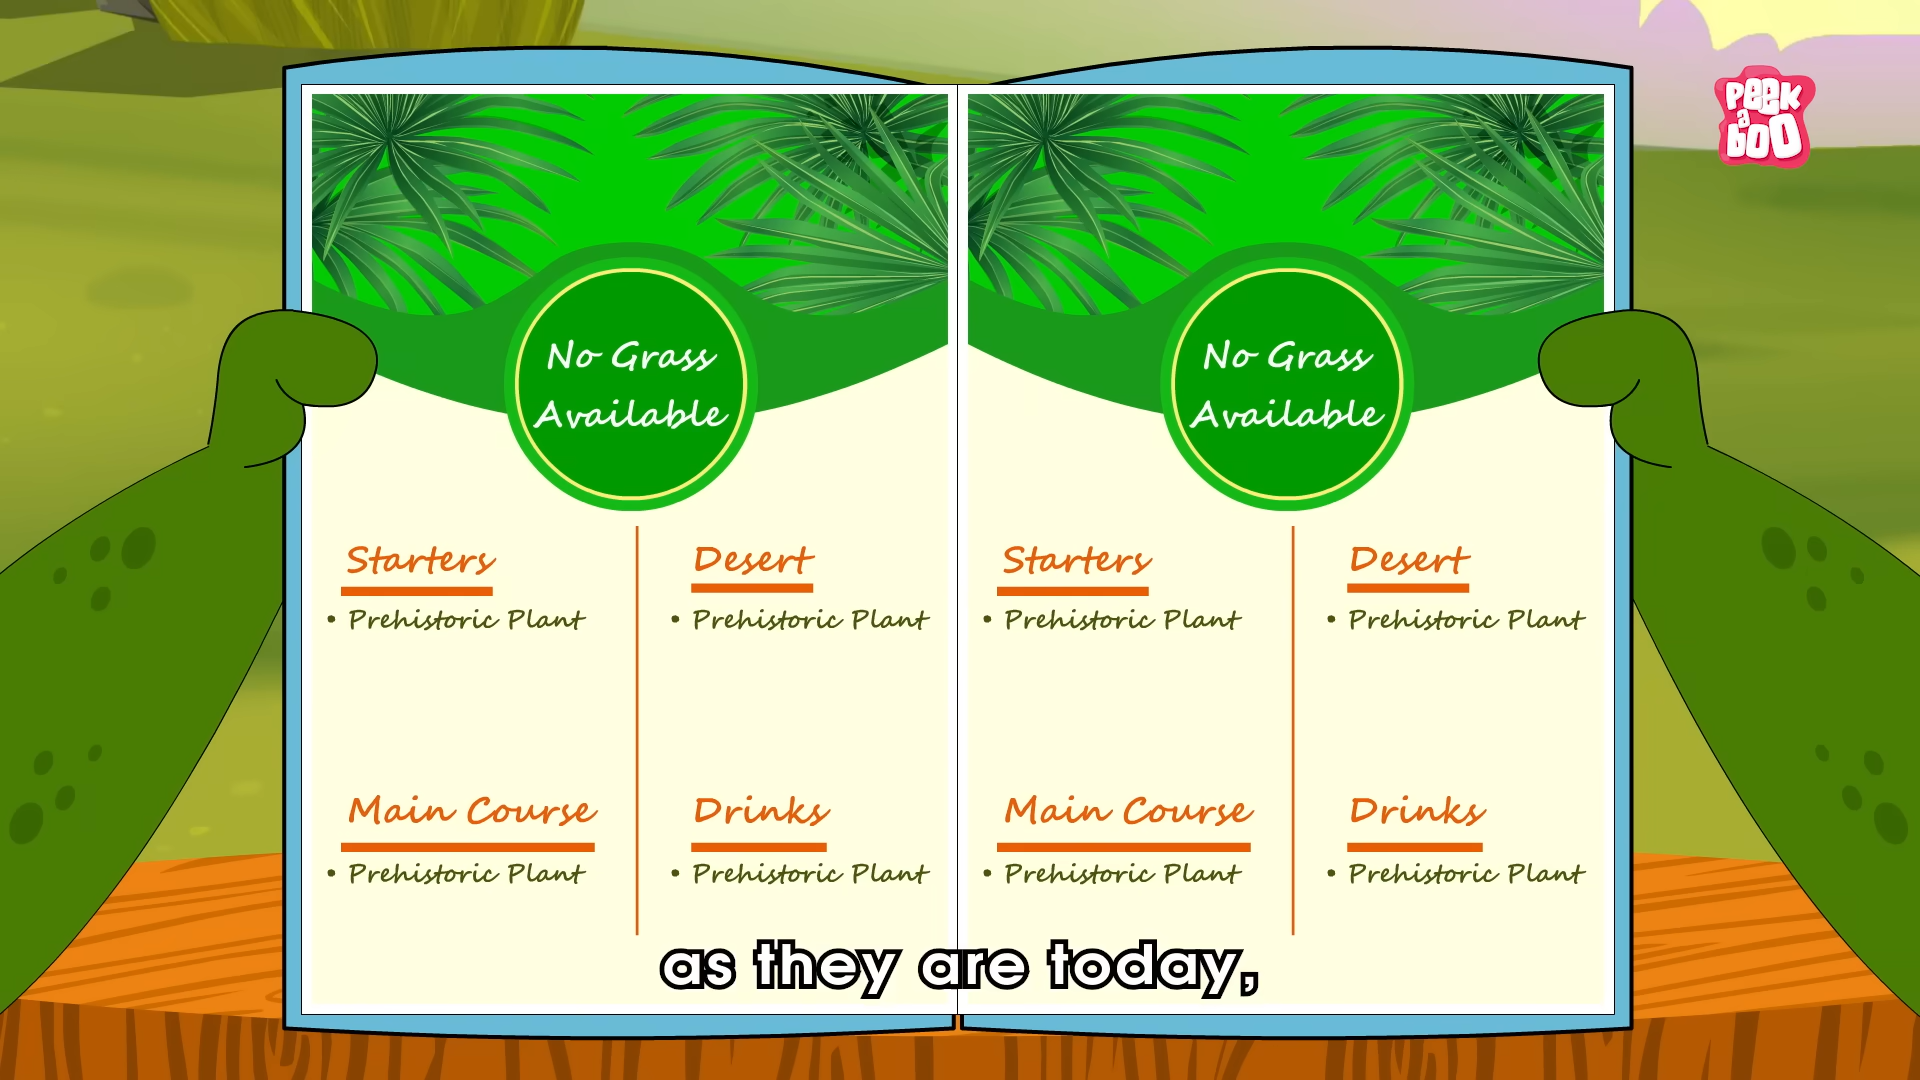 Peek
a
boo
No Grass
Available
Starters
• Prehistoric Plant
Desert
• Prehistoric Plant
Main Course
• Prehistoric Plant
Drinks
• Prehistoric Plant
No Grass
Available
Starters
• Prehistoric Plant
Desert
• Prehistoric Plant
Main Course
• Prehistoric Plant
Drinks
• Prehistoric Plant
as they are today,